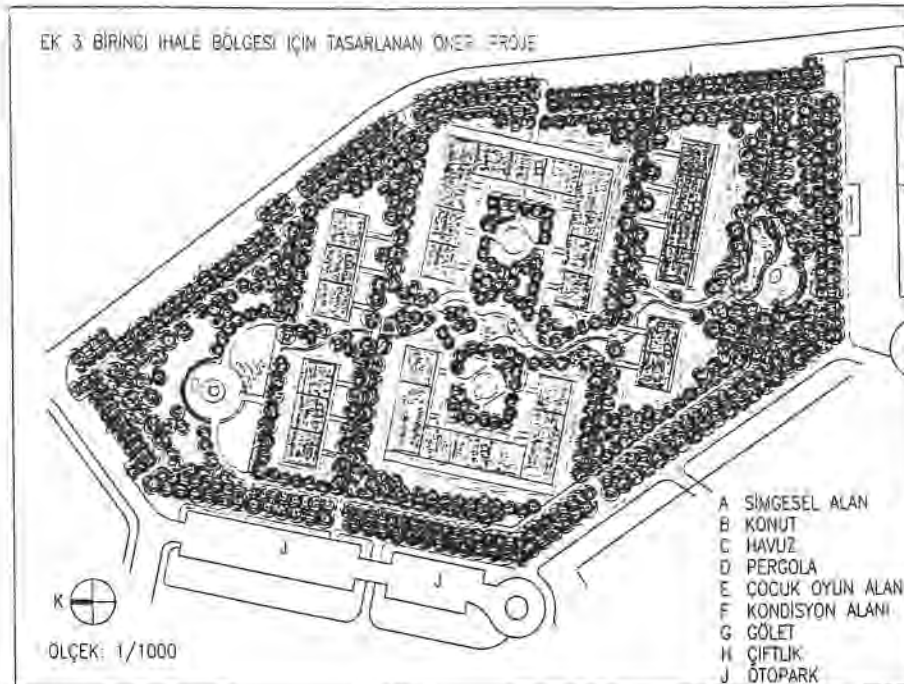 EK 3 BİRİNCİ İHALE BÖLGESİ İÇİN TASARLANAN ÖNERİ PROJE
J
J
K
ÖLÇEK: 1/1000
A SİMGESEL ALAN
B KONUT
C HAVUZ
D PERGOLA
E ÇOCUK OYUN ALAN
F KONDİSYON ALANI
G GÖLET
H ÇİFTLİK
J OTOPARK